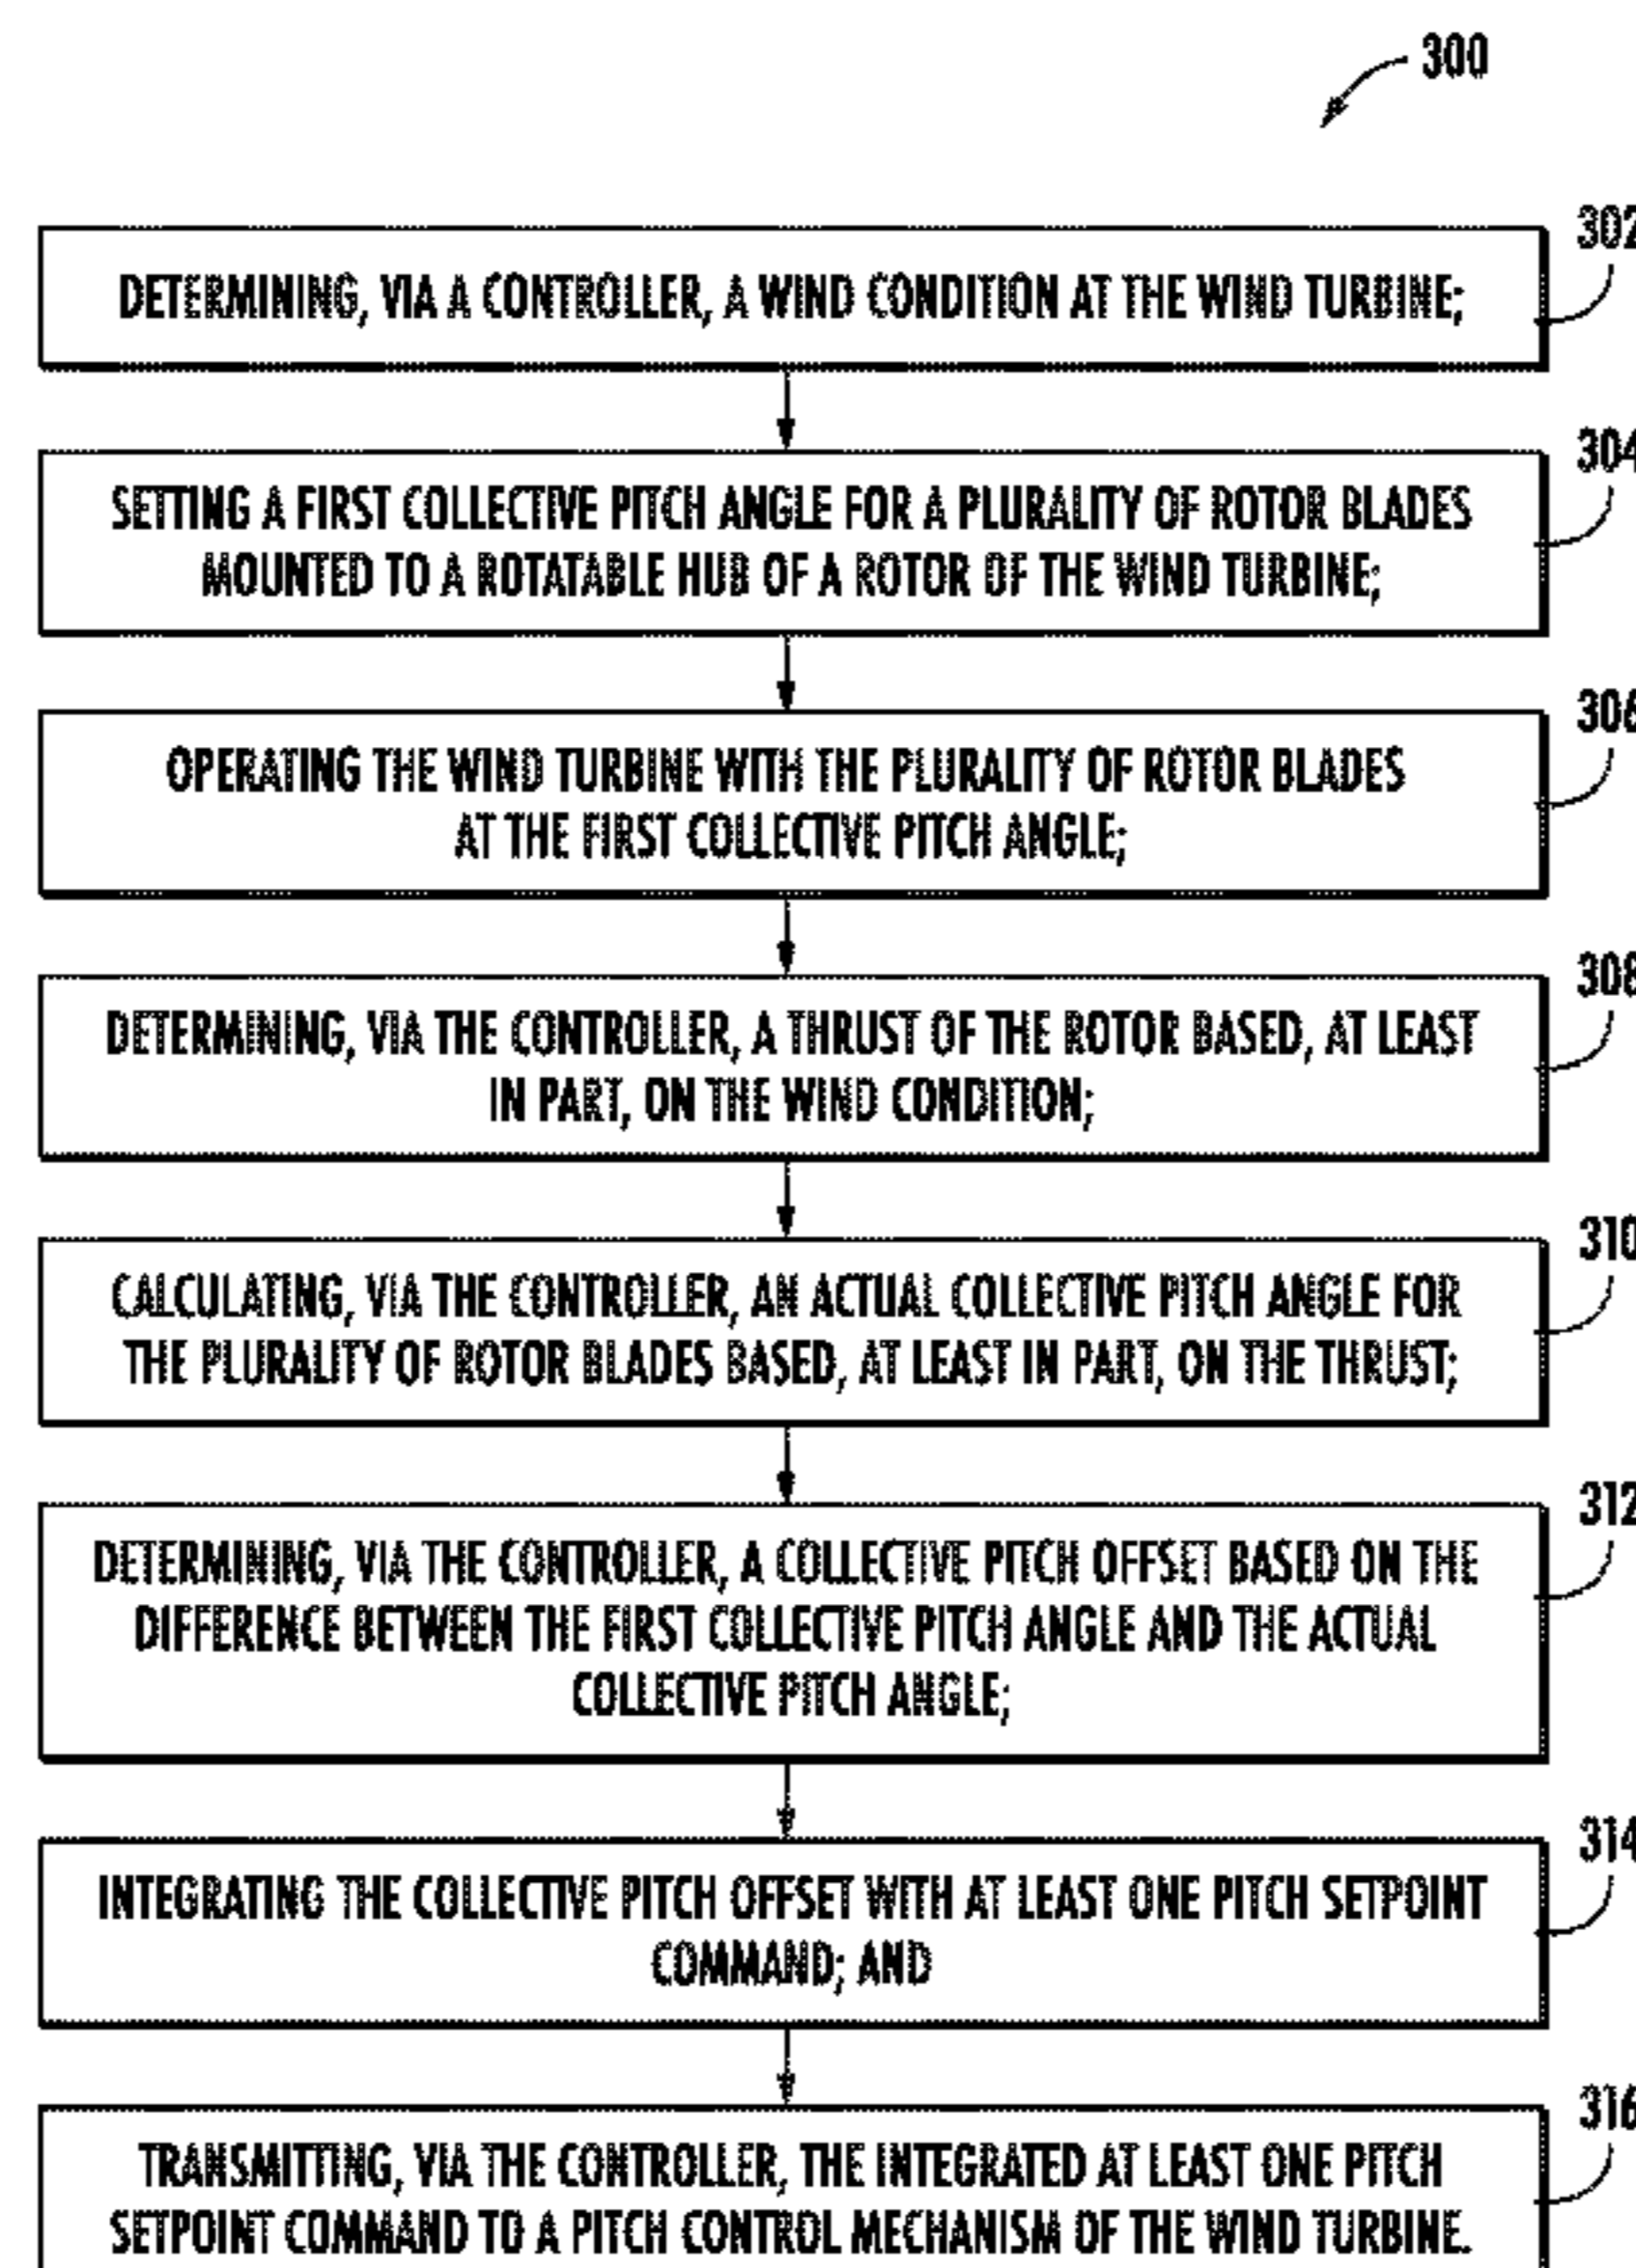 300
302
DETERMINING, VIA A CONTROLLER, A WIND CONDITION AT THE WIND TURBINE;
304
SETTING A FIRST COLLECTIVE PITCH ANGLE FOR A PLURALITY OF ROTOR BLADES
MOUNTED TO A ROTATABLE HUB OF A ROTOR OF THE WIND TURBINE;
306
OPERATING THE WIND TURBINE WITH THE PLURALITY OF ROTOR BLADES
AT THE FIRST COLLECTIVE PITCH ANGLE;
308
DETERMINING, VIA THE CONTROLLER, A THRUST OF THE ROTOR BASED, AT LEAST
IN PART, ON THE WIND CONDITION;
310
CALCULATING, VIA THE CONTROLLER, AN ACTUAL COLLECTIVE PITCH ANGLE FOR
THE PLURALITY OF ROTOR BLADES BASED, AT LEAST IN PART, ON THE THRUST;
312
DETERMINING, VIA THE CONTROLLER, A COLLECTIVE PITCH OFFSET BASED ON THE
DIFFERENCE BETWEEN THE FIRST COLLECTIVE PITCH ANGLE AND THE ACTUAL
COLLECTIVE PITCH ANGLE;
314
INTEGRATING THE COLLECTIVE PITCH OFFSET WITH AT LEAST ONE PITCH SETPOINT
COMMAND; AND
316
TRANSMITTING, VIA THE CONTROLLER, THE INTEGRATED AT LEAST ONE PITCH
SETPOINT COMMAND TO A PITCH CONTROL MECHANISM OF THE WIND TURBINE.